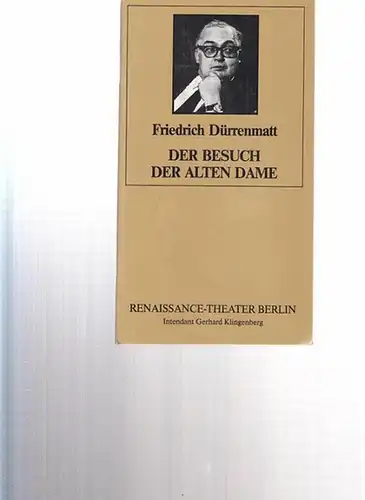 Friedrich Dürrenmatt
DER BESUCH
DER ALTEN DAME
RENAISSANCE-THEATER BERLIN
Intendant Gerhard Klingenberg